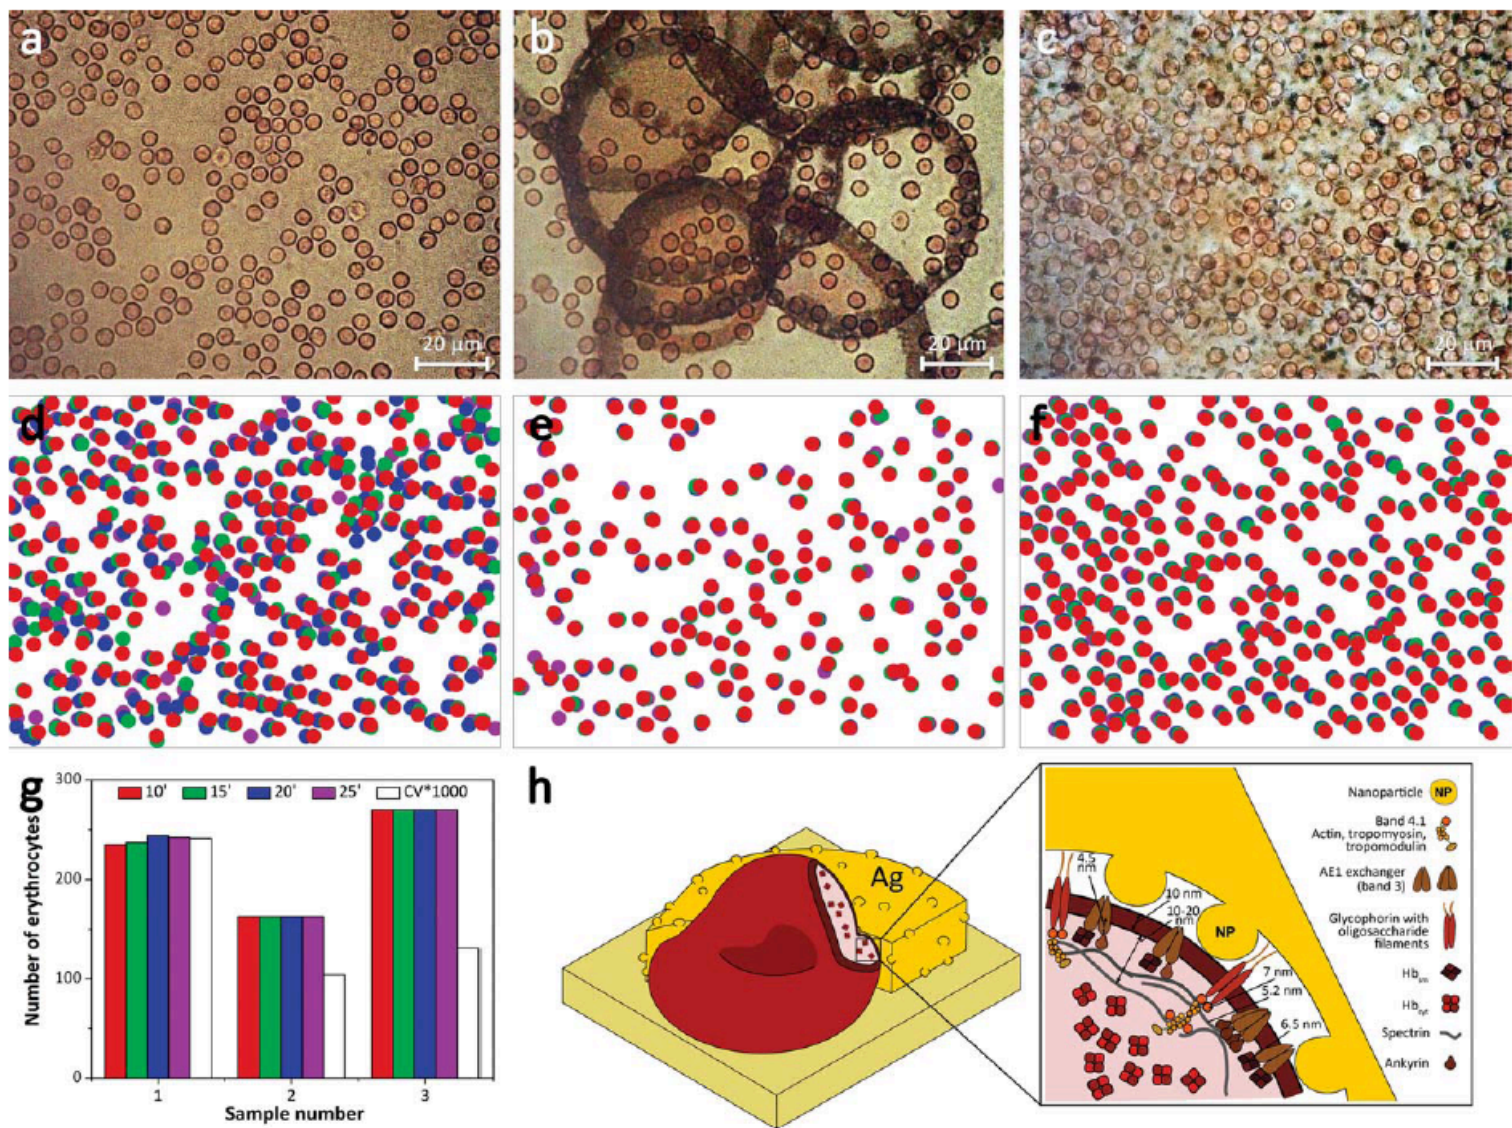 a
b
c
20 µm
20 µm
20 µm
d
e
f
g
300
200
100
0
Number of erythrocytes
10'
15'
20'
25'
CV*1000
1
2
3
Sample number
h
Ag
4.5
nm
10 nm
10-20
nm
NP
7 nm
5.2 nm
6.5 nm
Nanoparticle NP
Band 4.1
Actin, tropomyosin,
tropomodulin
AE1 exchanger
(band 3)
Glycophorin with
oligosaccharide
filaments
Hb
Hb
Spectrin
Ankyrin